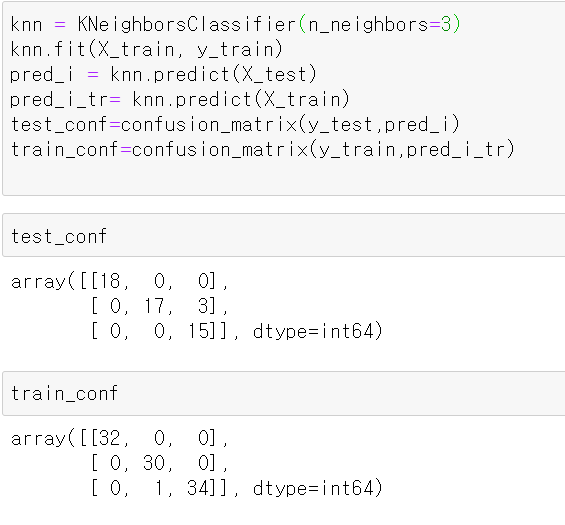 knn = KNeighborsClassifier(n_neighbors=3)
knn.fit(X_train, y_train)
pred_i = knn.predict(X_test)
pred_i_tr= knn.predict(X_train)
test_conf=confusion_matrix(y_test,pred_i)
train_conf=confusion_matrix(y_train,pred_i_tr)
test_conf
array([[18,  0,  0],
       [ 0, 17,  3],
       [ 0,  0, 15]], dtype=int64)
train_conf
array([[32,  0,  0],
       [ 0, 30,  0],
       [ 0,  1, 34]], dtype=int64)